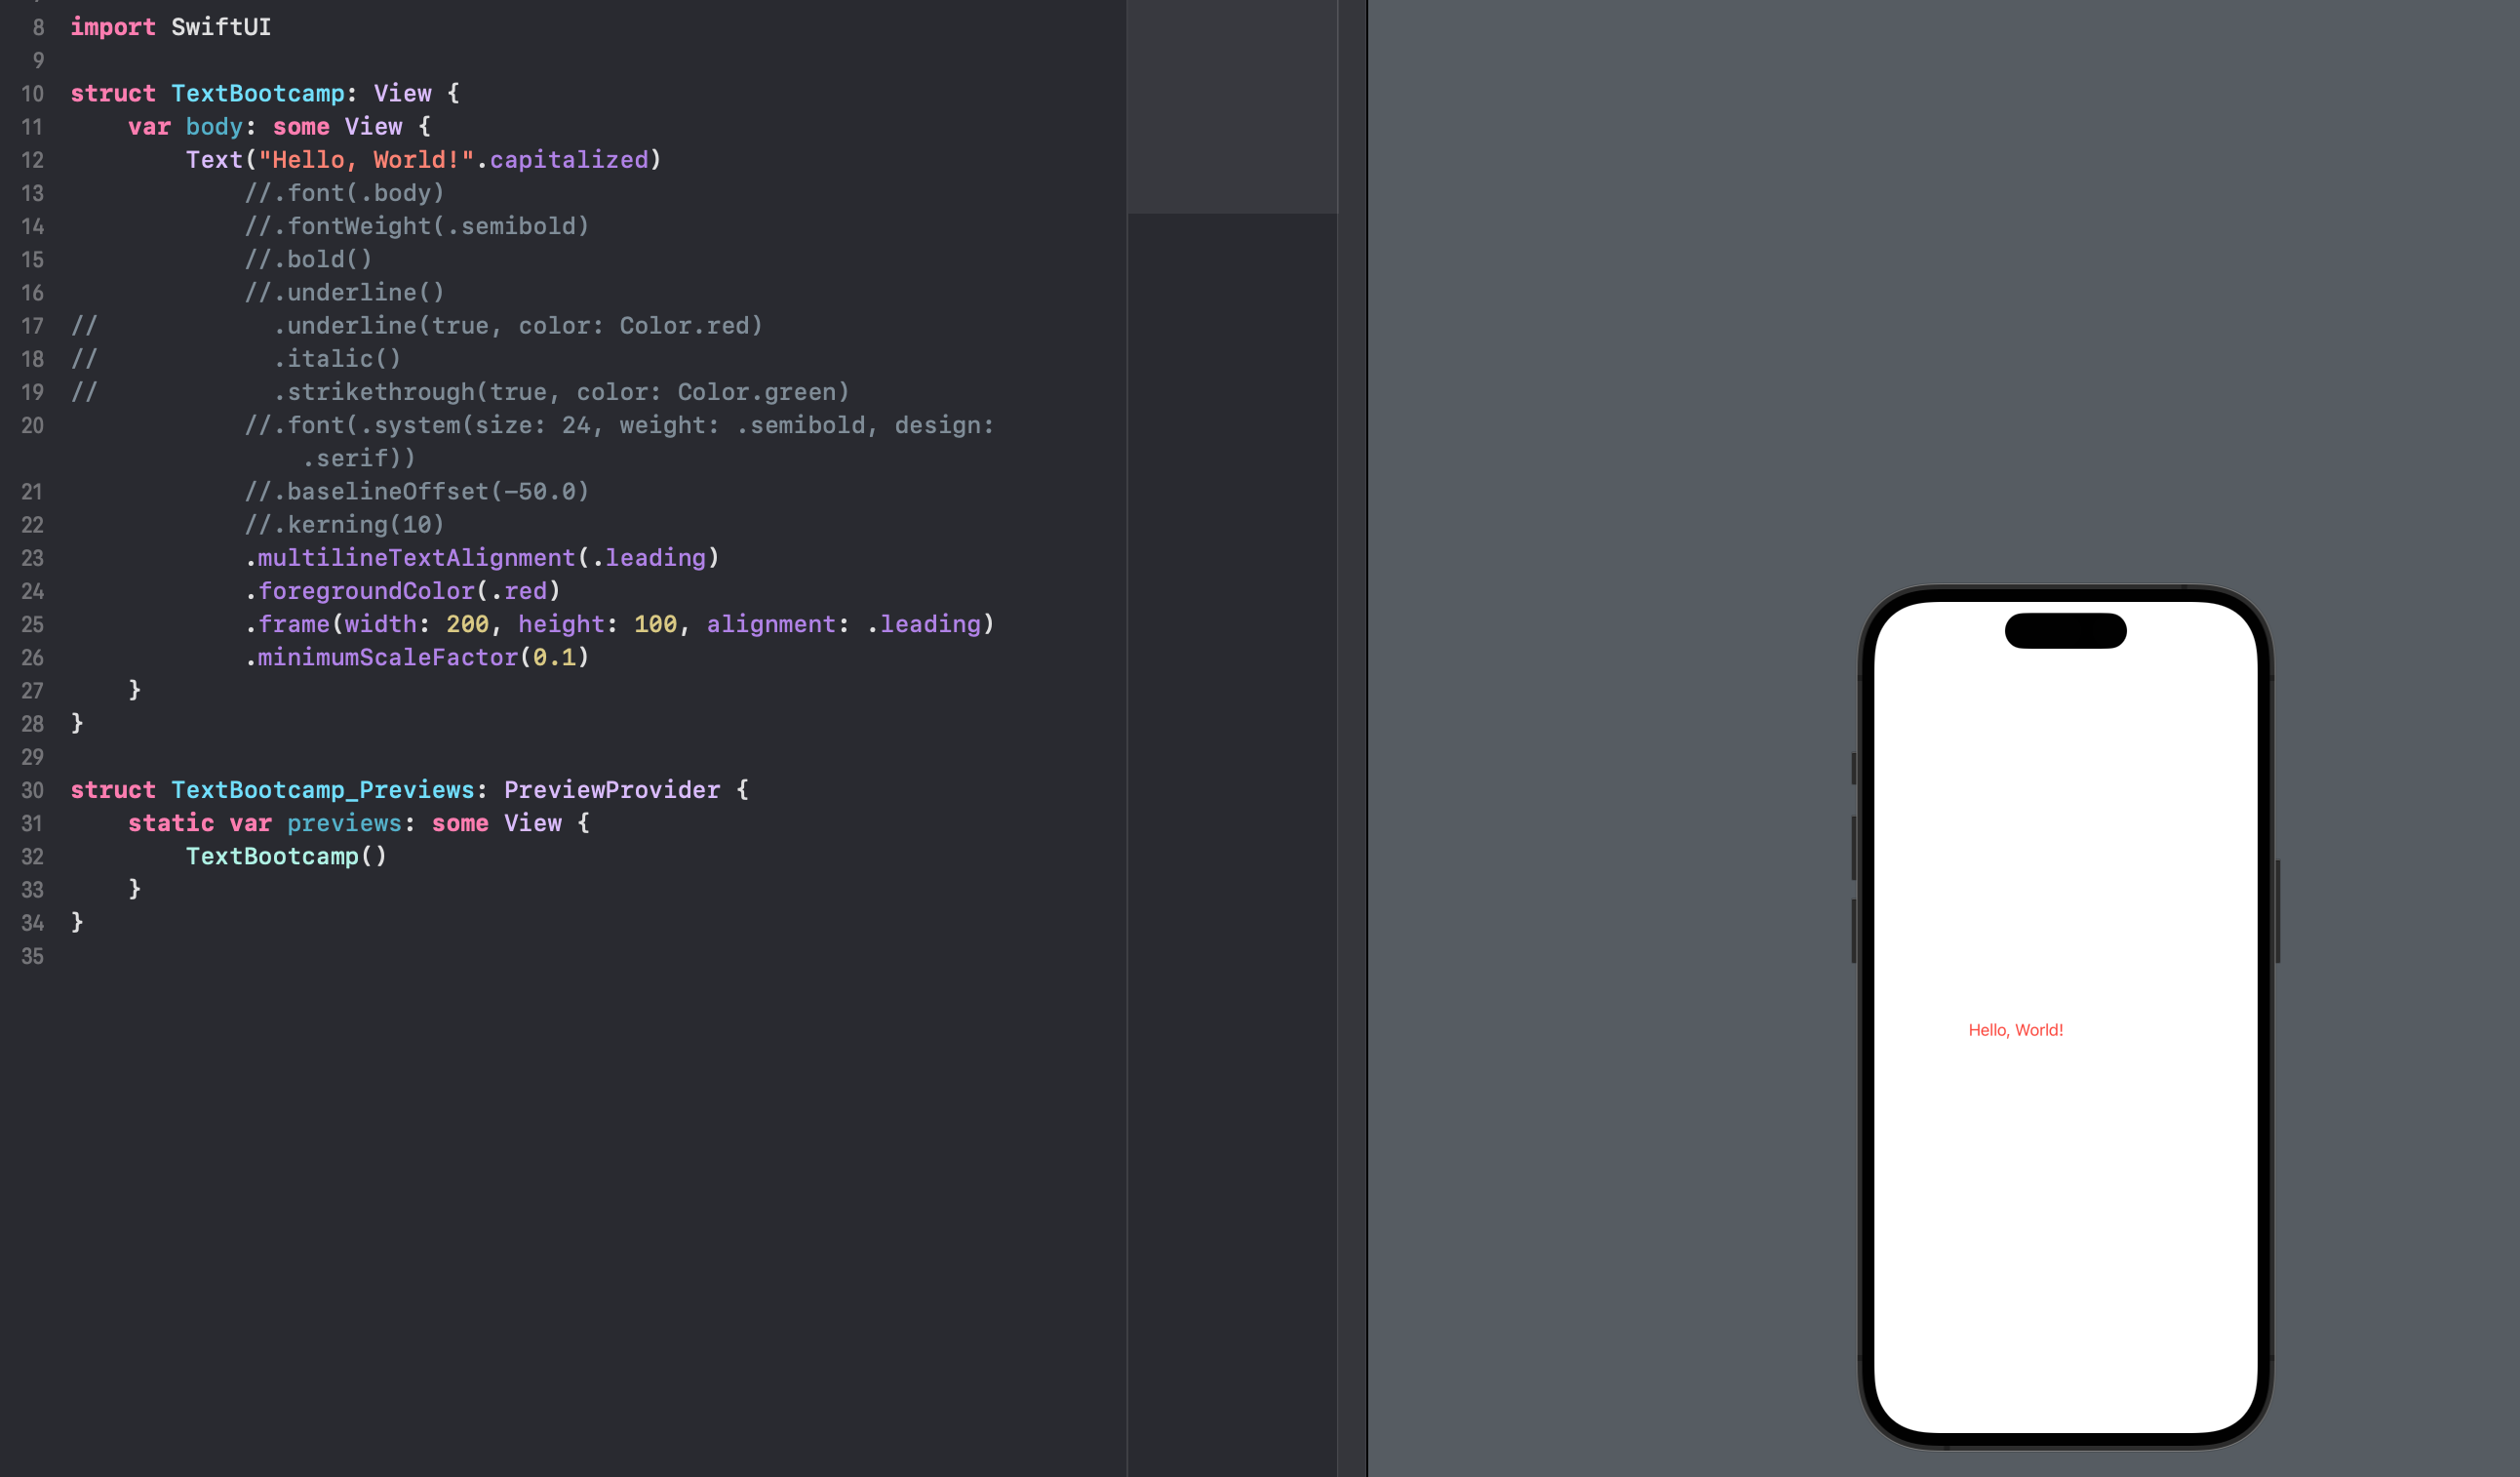 8 import SwiftUI
9
10 struct TextBootcamp: View {
11     var body: some View {
12         Text("Hello, World!".capitalized)
13             //.font(.body)
14             //.fontWeight(.semibold)
15             //.bold()
16             //.underline()
17 //            .underline(true, color: Color.red)
18 //            .italic()
19 //            .strikethrough(true, color: Color.green)
20             //.font(.system(size: 24, weight: .semibold, design:
                .serif))
21             //.baselineOffset(-50.0)
22             //.kerning(10)
23             .multilineTextAlignment(.leading)
24             .foregroundColor(.red)
25             .frame(width: 200, height: 100, alignment: .leading)
26             .minimumScaleFactor(0.1)
27     }
28 }
29
30 struct TextBootcamp_Previews: PreviewProvider {
31     static var previews: some View {
32         TextBootcamp()
33     }
34 }
35
Hello, World!